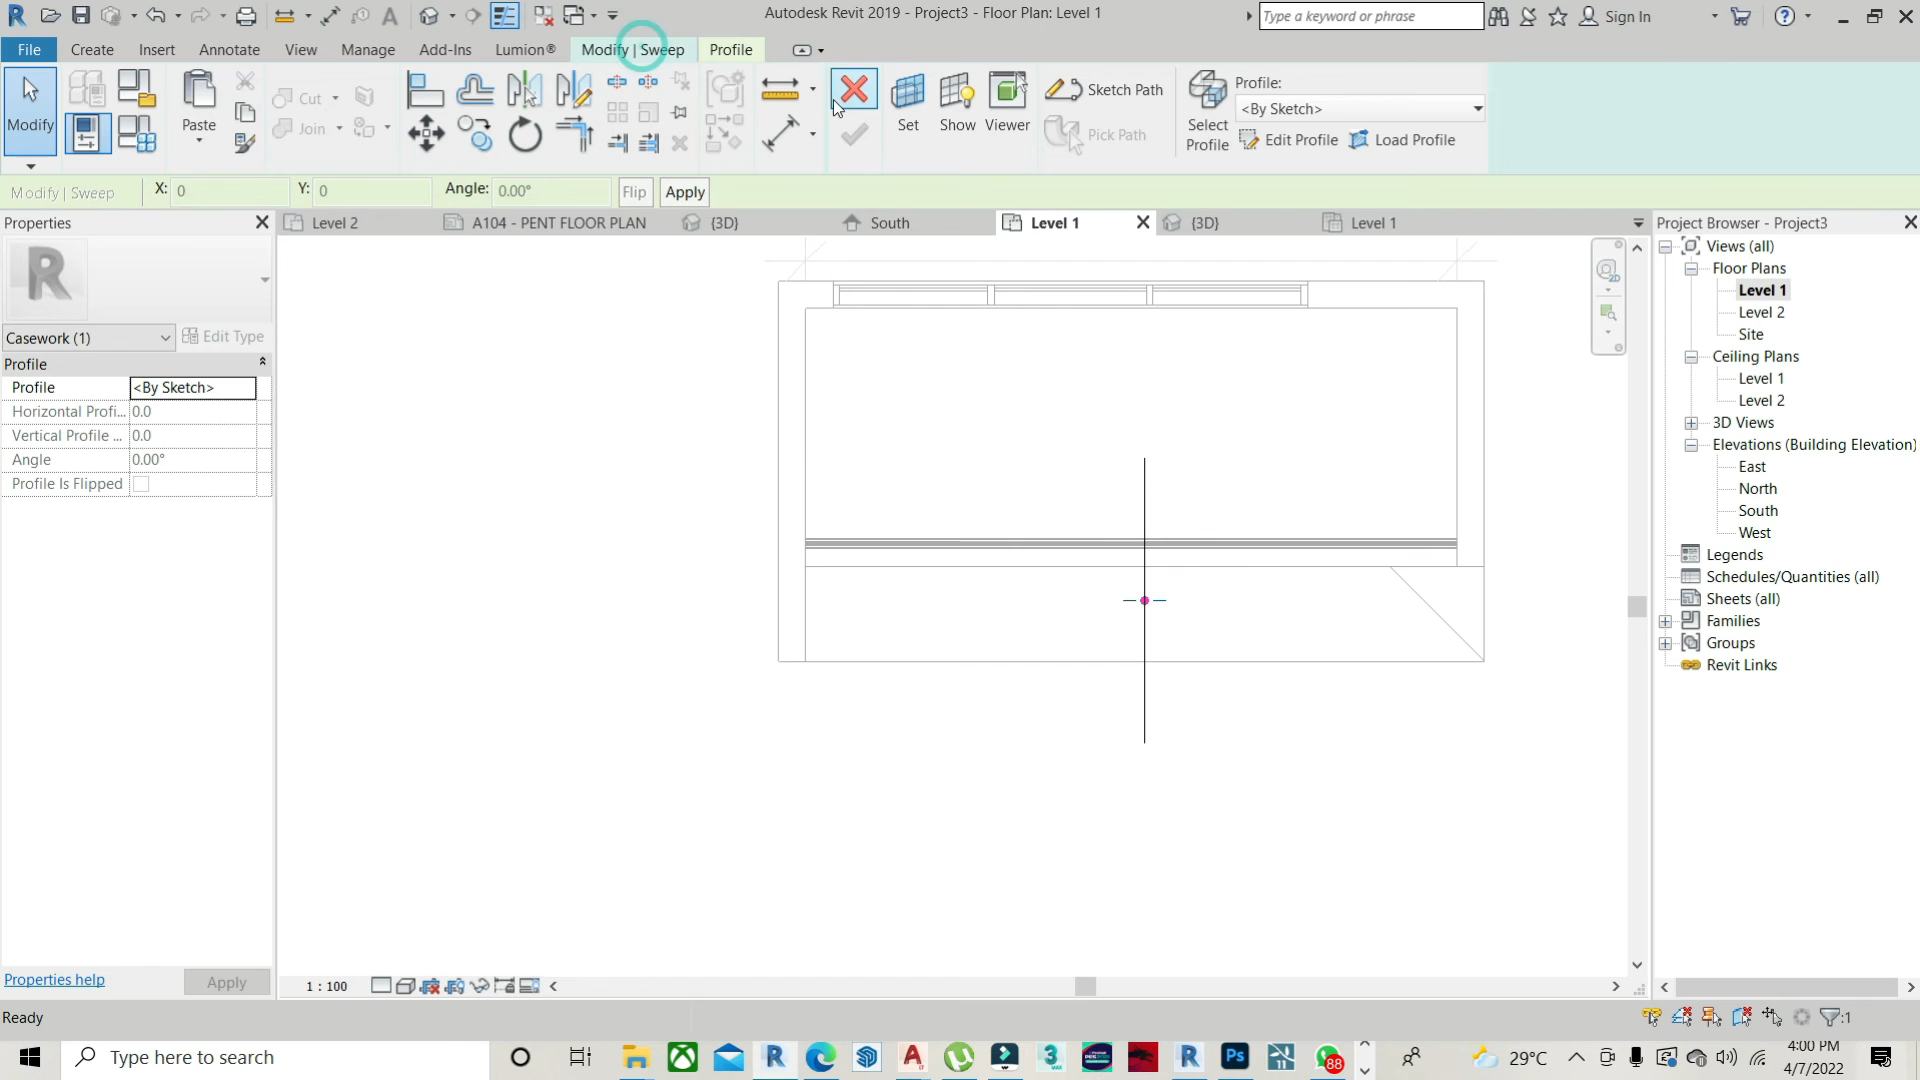 Autodesk Revit 2019 - Project3 - Floor Plan: Level 1
Type a keyword or phrase
Sign In
File Create Insert Annotate View Manage Add-Ins Lumion® Modify | Sweep Profile
Modify
Paste
Cut
Join
Set
Show
Viewer
Sketch Path
Pick Path
Select
Profile
Profile:
<By Sketch>
Edit Profile
Load Profile
Modify | Sweep X: 0 Y: 0 Angle: 0.00° Flip Apply
Properties
Level 2
A104 - PENT FLOOR PLAN
{3D}
South
Level 1
{3D}
Level 1
Casework (1)
Edit Type
Profile
Profile <By Sketch>
Horizontal Profi... 0.0
Vertical Profile ... 0.0
Angle 0.00°
Profile Is Flipped
Properties help
Apply
2D
1 : 100
Project Browser - Project3
Views (all)
Floor Plans
Level 1
Level 2
Site
Ceiling Plans
Level 1
Level 2
3D Views
Elevations (Building Elevation)
East
North
South
West
Legends
Schedules/Quantities (all)
Sheets (all)
Families
Groups
Revit Links
Ready
:1
Type here to search
88
29°C
4:00 PM
4/7/2022